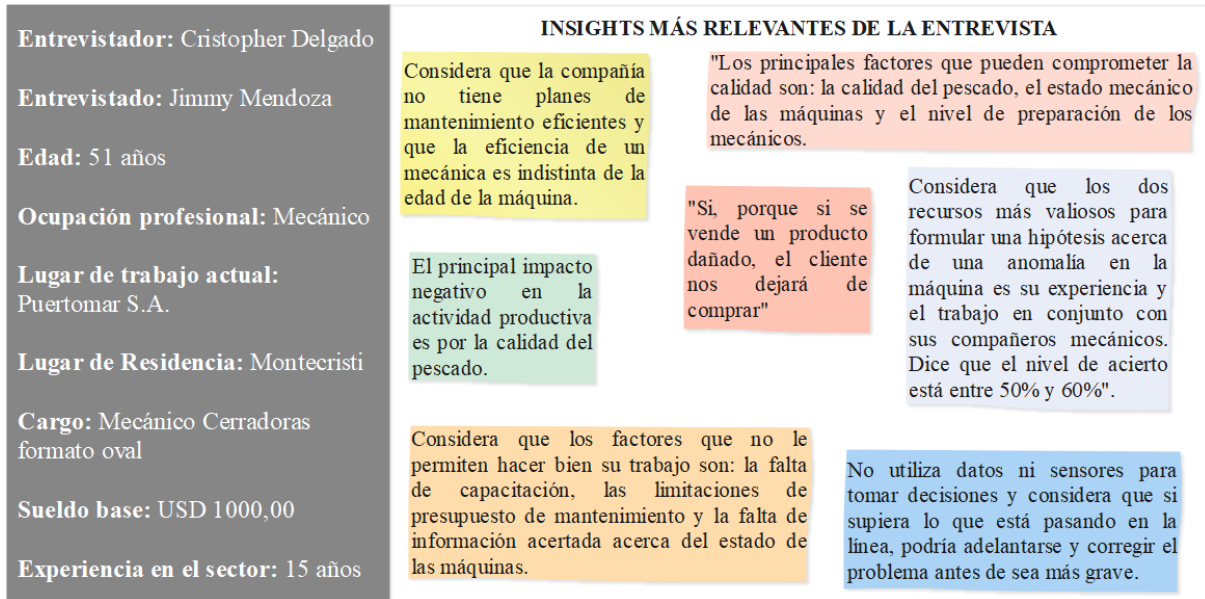 Entrevistador: Cristopher Delgado
Entrevistado: Jimmy Mendoza
Edad: 51 años
Ocupación profesional: Mecánico
Lugar de trabajo actual:
Puertomar S.A.
Lugar de Residencia: Montecristi
Cargo: Mecánico Cerradoras
formato oval
Sueldo base: USD 1000,00
Experiencia en el sector: 15 años
INSIGHTS MÁS RELEVANTES DE LA ENTREVISTA
Considera que la compañía
no tiene planes de
mantenimiento eficientes y
que la eficiencia de un
mecánica es indistinta de la
edad de la máquina.
"Los principales factores que pueden comprometer la
calidad son: la calidad del pescado, el estado mecánico
de las máquinas y el nivel de preparación de los
mecánicos.
"Si, porque si se
vende un producto
dañado, el cliente
nos dejará de
comprar"
Considera que los dos
recursos más valiosos para
formular una hipótesis acerca
de una anomalía en la
máquina es su experiencia y
el trabajo en conjunto con
sus compañeros mecánicos.
Dice que el nivel de acierto
está entre 50% y 60%".
El principal impacto
negativo en la
actividad productiva
es por la calidad del
pescado.
Considera que los factores que no le
permiten hacer bien su trabajo son: la falta
de capacitación, las limitaciones de
presupuesto de mantenimiento y la falta de
información acertada acerca del estado de
las máquinas.
No utiliza datos ni sensores para
tomar decisiones y considera que si
supiera lo que está pasando en la
línea, podría adelantarse y corregir el
problema antes de sea más grave.